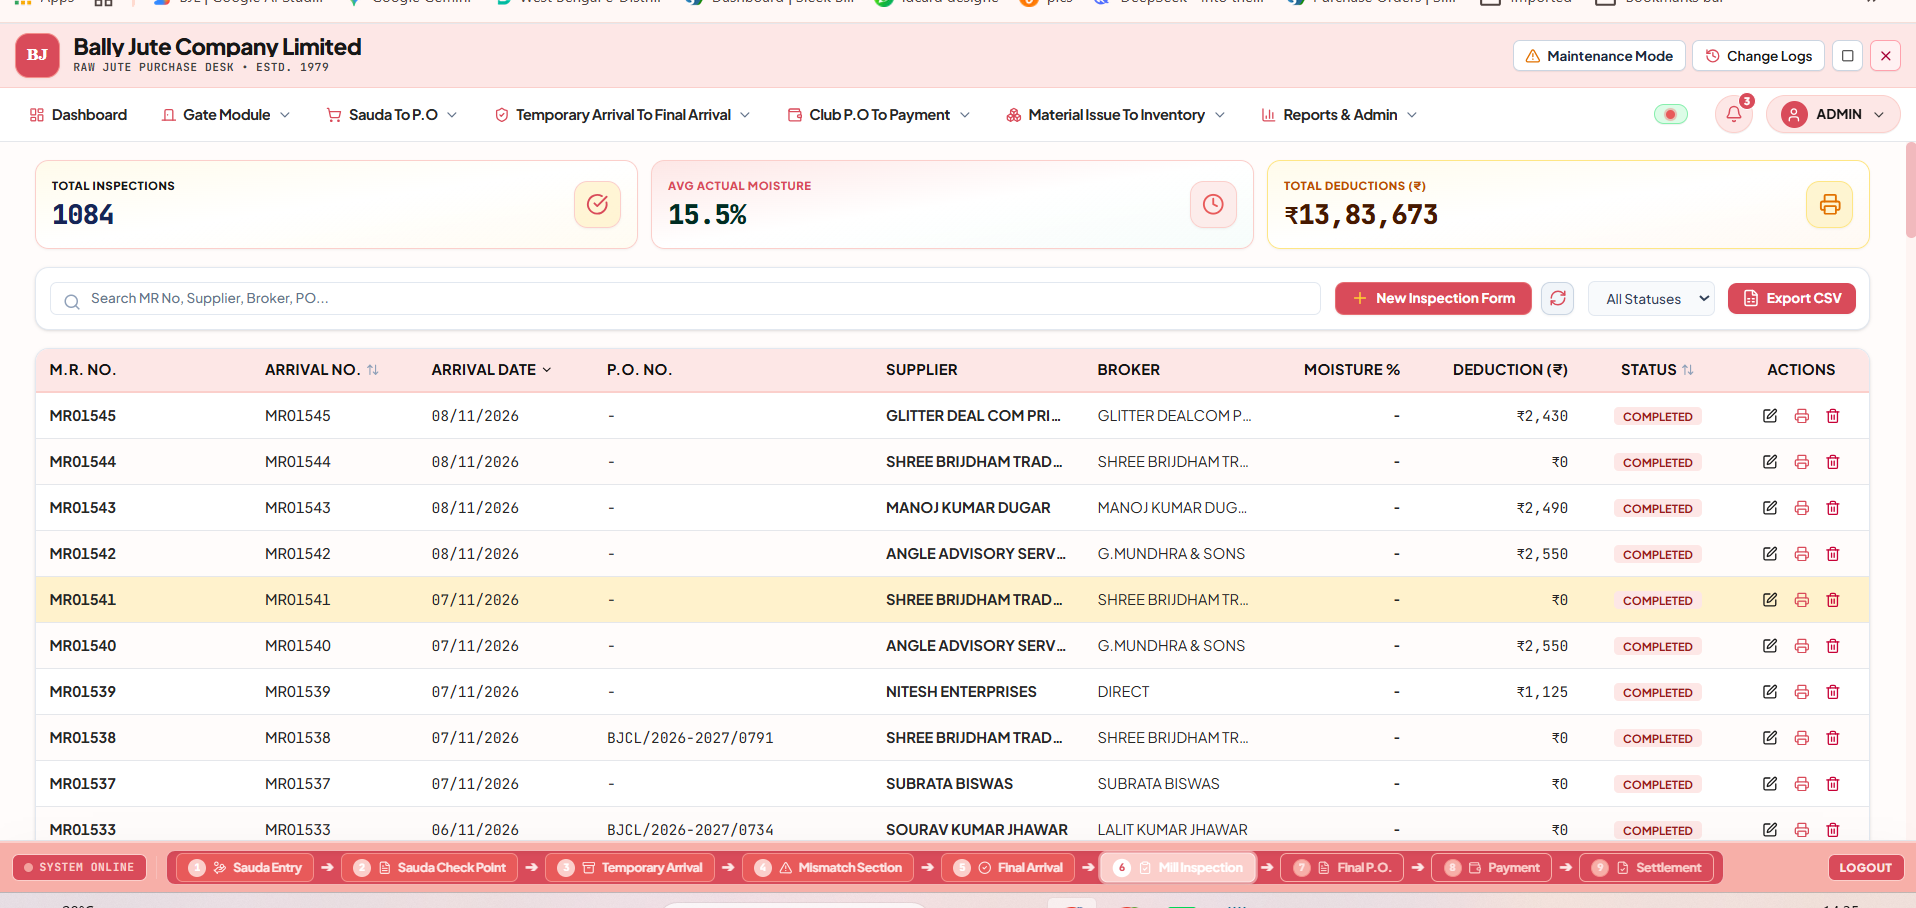 Bally Jute Company Limited
RAW JUTE PURCHASE DESK • ESTD. 1979
BJ
Maintenance Mode
Change Logs
Dashboard
Gate Module
Sauda To P.O
Temporary Arrival To Final Arrival
Club P.O To Payment
Material Issue To Inventory
Reports & Admin
3
ADMIN
TOTAL INSPECTIONS
1084
AVG ACTUAL MOISTURE
15.5%
TOTAL DEDUCTIONS (₹)
₹13,83,673
Search MR No, Supplier, Broker, PO...
New Inspection Form
All Statuses
Export CSV
M.R. NO. ARRIVAL NO. ARRIVAL DATE P.O. NO. SUPPLIER BROKER MOISTURE % DEDUCTION (₹) STATUS ACTIONS
MR01545 MR01545 08/11/2026 - GLITTER DEAL COM PRI... GLITTER DEALCOM P... - ₹2,430 COMPLETED
MR01544 MR01544 08/11/2026 - SHREE BRIJDHAM TRAD... SHREE BRIJDHAM TR... - ₹0 COMPLETED
MR01543 MR01543 08/11/2026 - MANOJ KUMAR DUGAR MANOJ KUMAR DUG... - ₹2,490 COMPLETED
MR01542 MR01542 08/11/2026 - ANGLE ADVISORY SERV... G.MUNDHRA & SONS - ₹2,550 COMPLETED
MR01541 MR01541 07/11/2026 - SHREE BRIJDHAM TRAD... SHREE BRIJDHAM TR... - ₹0 COMPLETED
MR01540 MR01540 07/11/2026 - ANGLE ADVISORY SERV... G.MUNDHRA & SONS - ₹2,550 COMPLETED
MR01539 MR01539 07/11/2026 - NITESH ENTERPRISES DIRECT - ₹1,125 COMPLETED
MR01538 MR01538 07/11/2026 BJCL/2026-2027/0791 SHREE BRIJDHAM TRAD... SHREE BRIJDHAM TR... - ₹0 COMPLETED
MR01537 MR01537 07/11/2026 - SUBRATA BISWAS SUBRATA BISWAS - ₹0 COMPLETED
MR01533 MR01533 06/11/2026 BJCL/2026-2027/0734 SOURAV KUMAR JHAWAR LALIT KUMAR JHAWAR - ₹0 COMPLETED
SYSTEM ONLINE
1 Sauda Entry
2 Sauda Check Point
3 Temporary Arrival
4 Mismatch Section
5 Final Arrival
6 Mill Inspection
7 Final P.O.
8 Payment
9 Settlement
LOGOUT